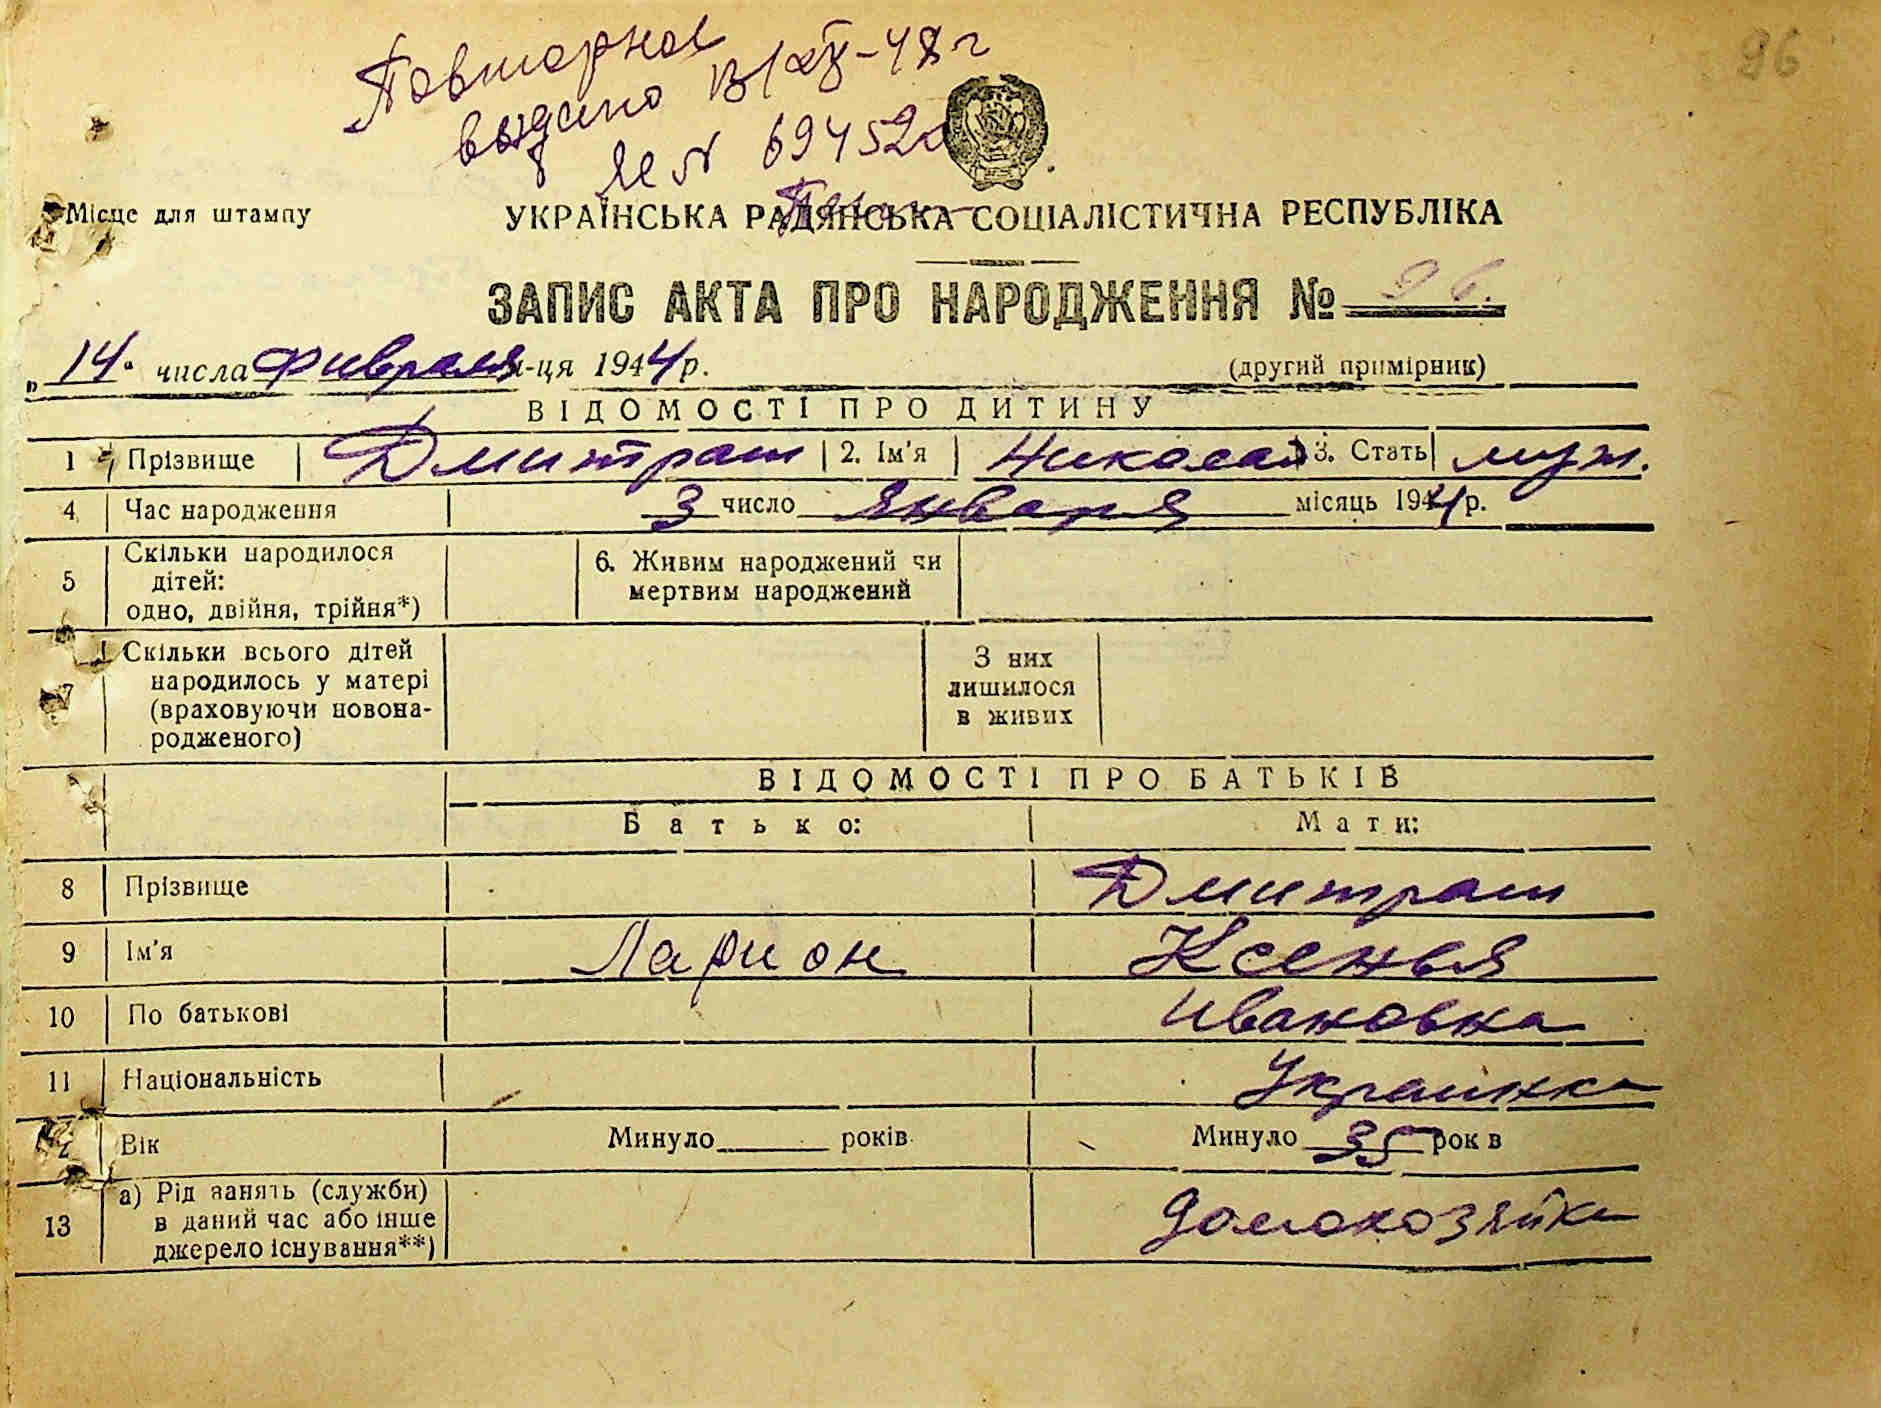 96
Повторное
выдано 13/XII-48 г
ЯЕ № 694520
Місце для штампу
УКРАЇНСЬКА РАДЯНСЬКА СОЦІАЛІСТИЧНА РЕСПУБЛІКА
ЗАПИС АКТА ПРО НАРОДЖЕННЯ № 96.
„14“ числа Февраля м-ця 1944 р. (другий примірник)
ВІДОМОСТІ ПРО ДИТИНУ
1 Прізвище Дмитраш 2. Ім'я Николай 3. Стать муж.
4 Час народження 3 число Января місяць 1944 р.
5 Скільки народилося дітей: одно, двійня, трійня*) 6. Живим народжений чи мертвим народжений
7 Скільки всього дітей народилось у матері (враховуючи новонародженого) З них лишилося в живих
ВІДОМОСТІ ПРО БАТЬКІВ
Батько: Мати:
8 Прізвище Дмитраш
9 Ім'я Ларион Ксенья
10 По батькові Ивановна
11 Національність Украинка
12 Вік Минуло років Минуло 35 рок в
13 а) Рід занять (служби) в даний час або інше джерело існування**) Домохозяйка